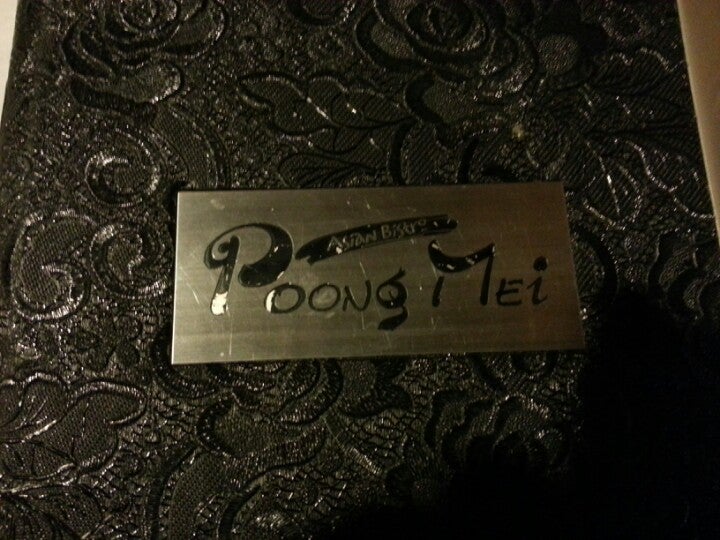 Asian Bistro
Poong Mei